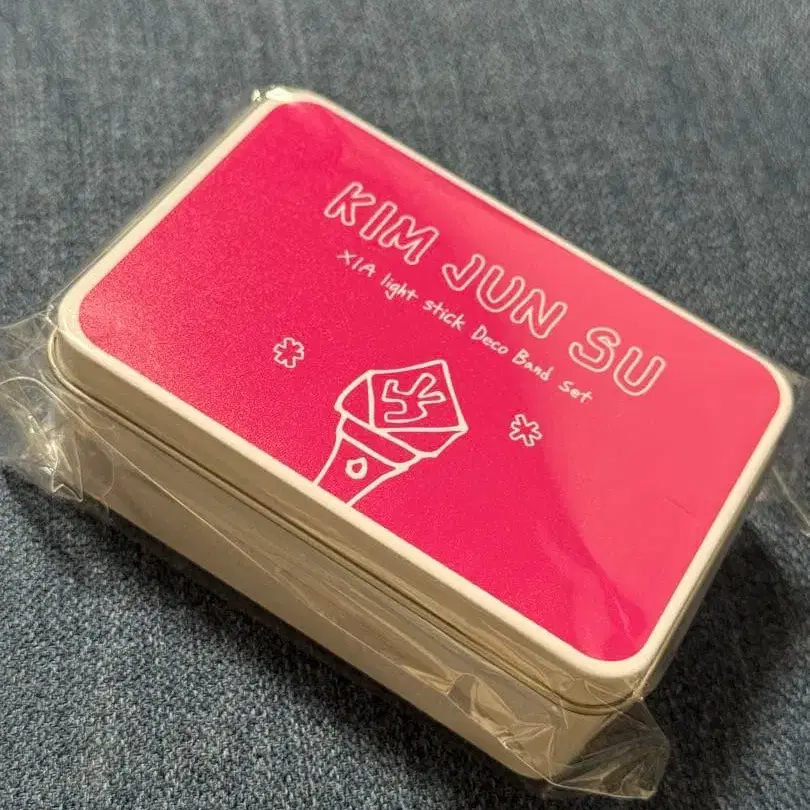 KIM JUN SU
XIA light stick Deco Band Set